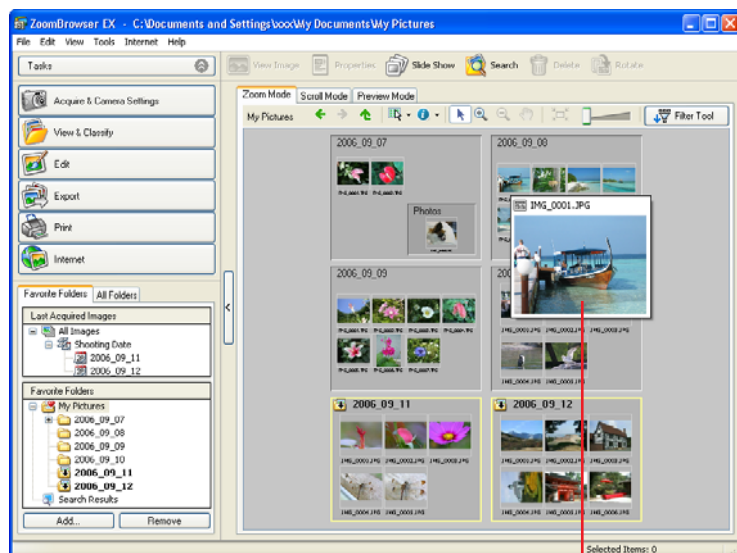 ZoomBrowser EX - C:\Documents and Settings\xxx\My Documents\My Pictures
File Edit View Tools Internet Help
Tasks
View Image Properties Slide Show Search Delete Rotate
Acquire & Camera Settings
View & Classify
Edit
Export
Print
Internet
Zoom Mode Scroll Mode Preview Mode
My Pictures
Filter Tool
2006_09_07
2006_09_08
Photos
IMG_0001.JPG
2006_09_09
2006_09_11
2006_09_12
Favorite Folders All Folders
Last Acquired Images
All Images
Shooting Date
2006_09_11
2006_09_12
Favorite Folders
My Pictures
2006_09_07
2006_09_08
2006_09_09
2006_09_10
2006_09_11
2006_09_12
Search Results
Add... Remove
Selected Items: 0